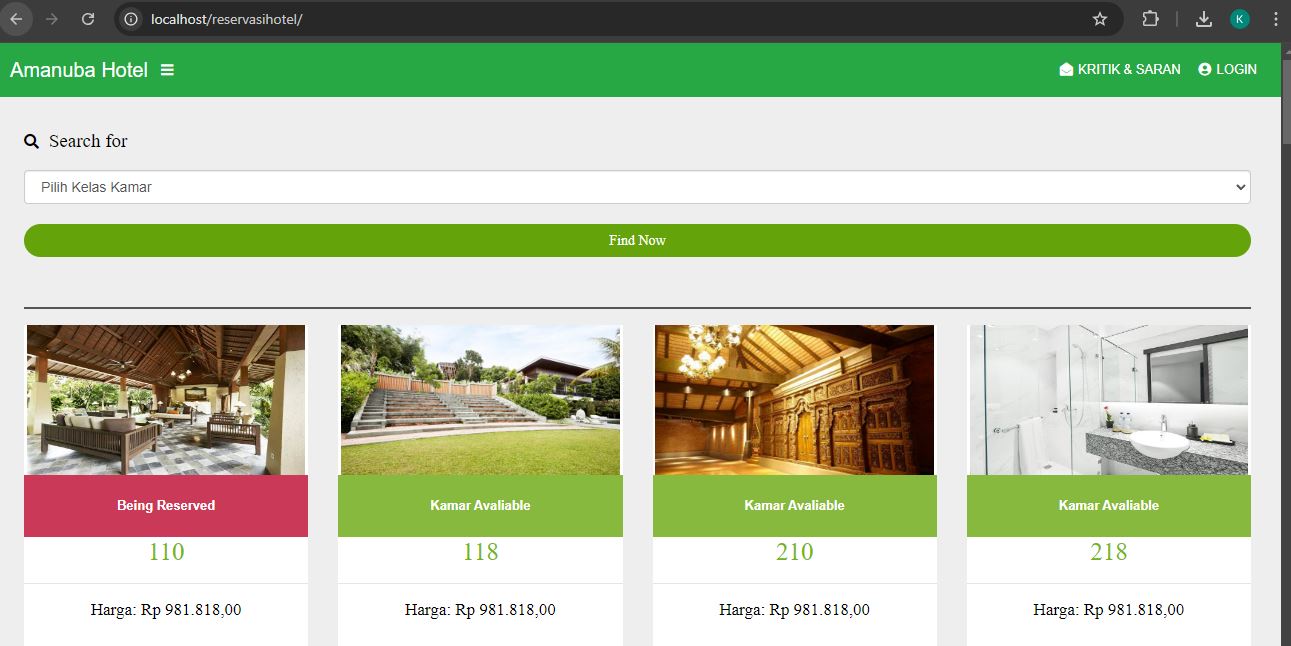 localhost/reservasihotel/
K
Amanuba Hotel
KRITIK & SARAN
LOGIN
Search for
Pilih Kelas Kamar
Find Now
Being Reserved
110
Harga: Rp 981.818,00
Kamar Avaliable
118
Harga: Rp 981.818,00
Kamar Avaliable
210
Harga: Rp 981.818,00
Kamar Avaliable
218
Harga: Rp 981.818,00